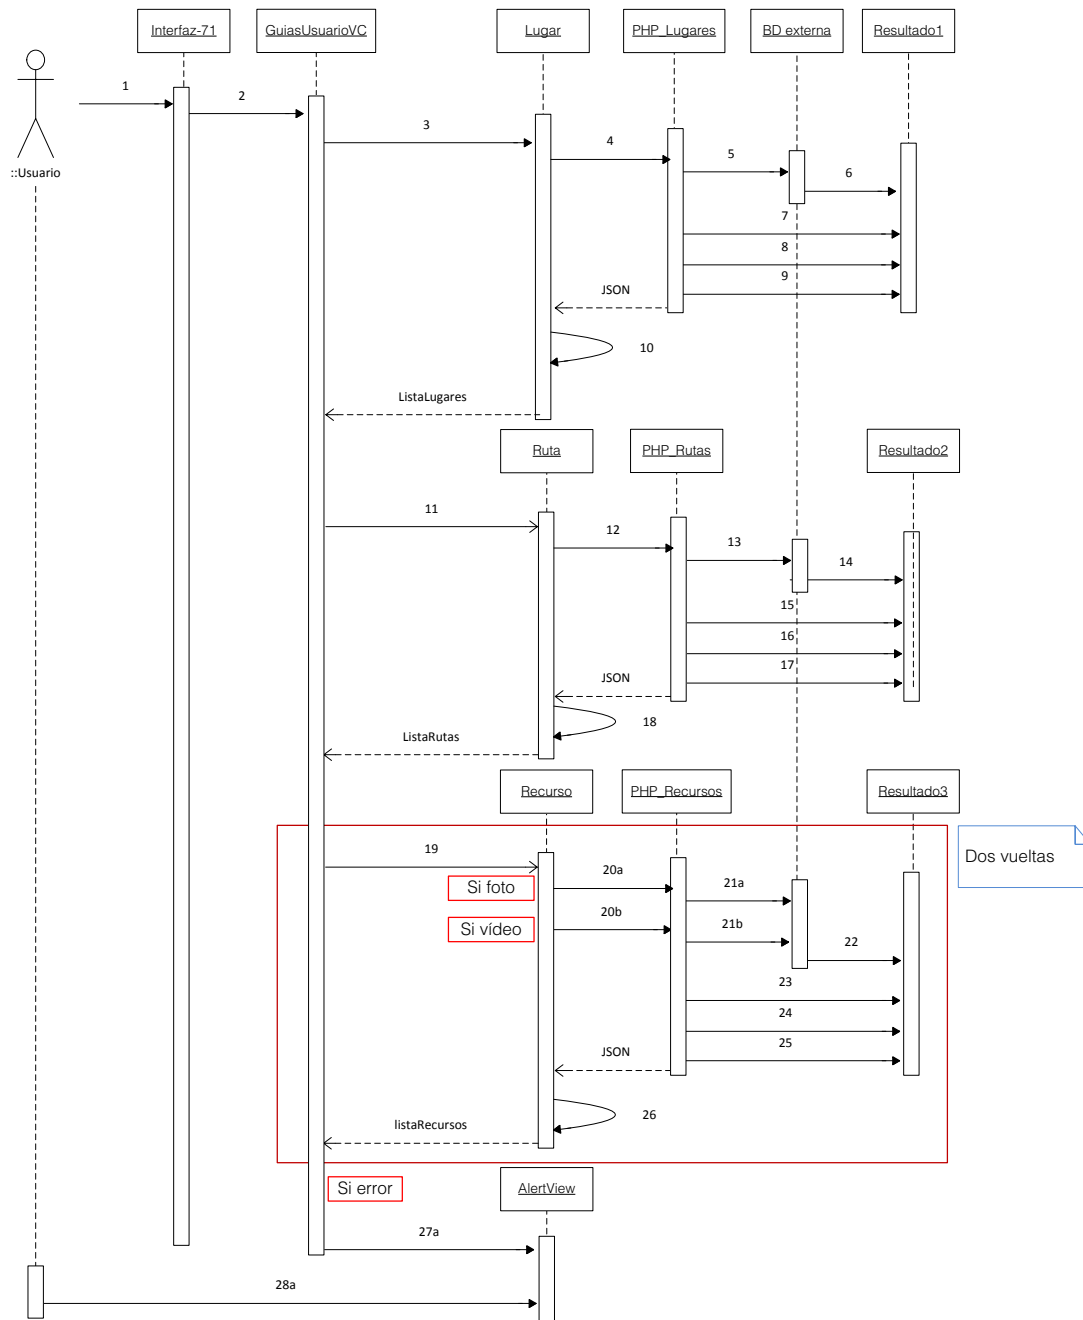 Interfaz-71
GuiasUsuarioVC
Lugar
PHP_Lugares
BD externa
Resultado1
::Usuario
1
2
3
4
5
6
7
8
9
JSON
10
ListaLugares
Ruta
PHP_Rutas
Resultado2
11
12
13
14
15
16
17
JSON
18
ListaRutas
Recurso
PHP_Recursos
Resultado3
Dos vueltas
19
Si foto
20a
21a
Si vídeo
20b
21b
22
23
24
25
JSON
26
listaRecursos
Si error
AlertView
27a
28a